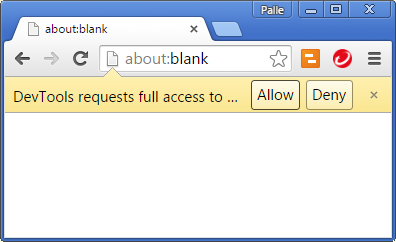 Palle
about:blank
about:blank
DevTools requests full access to ... Allow Deny